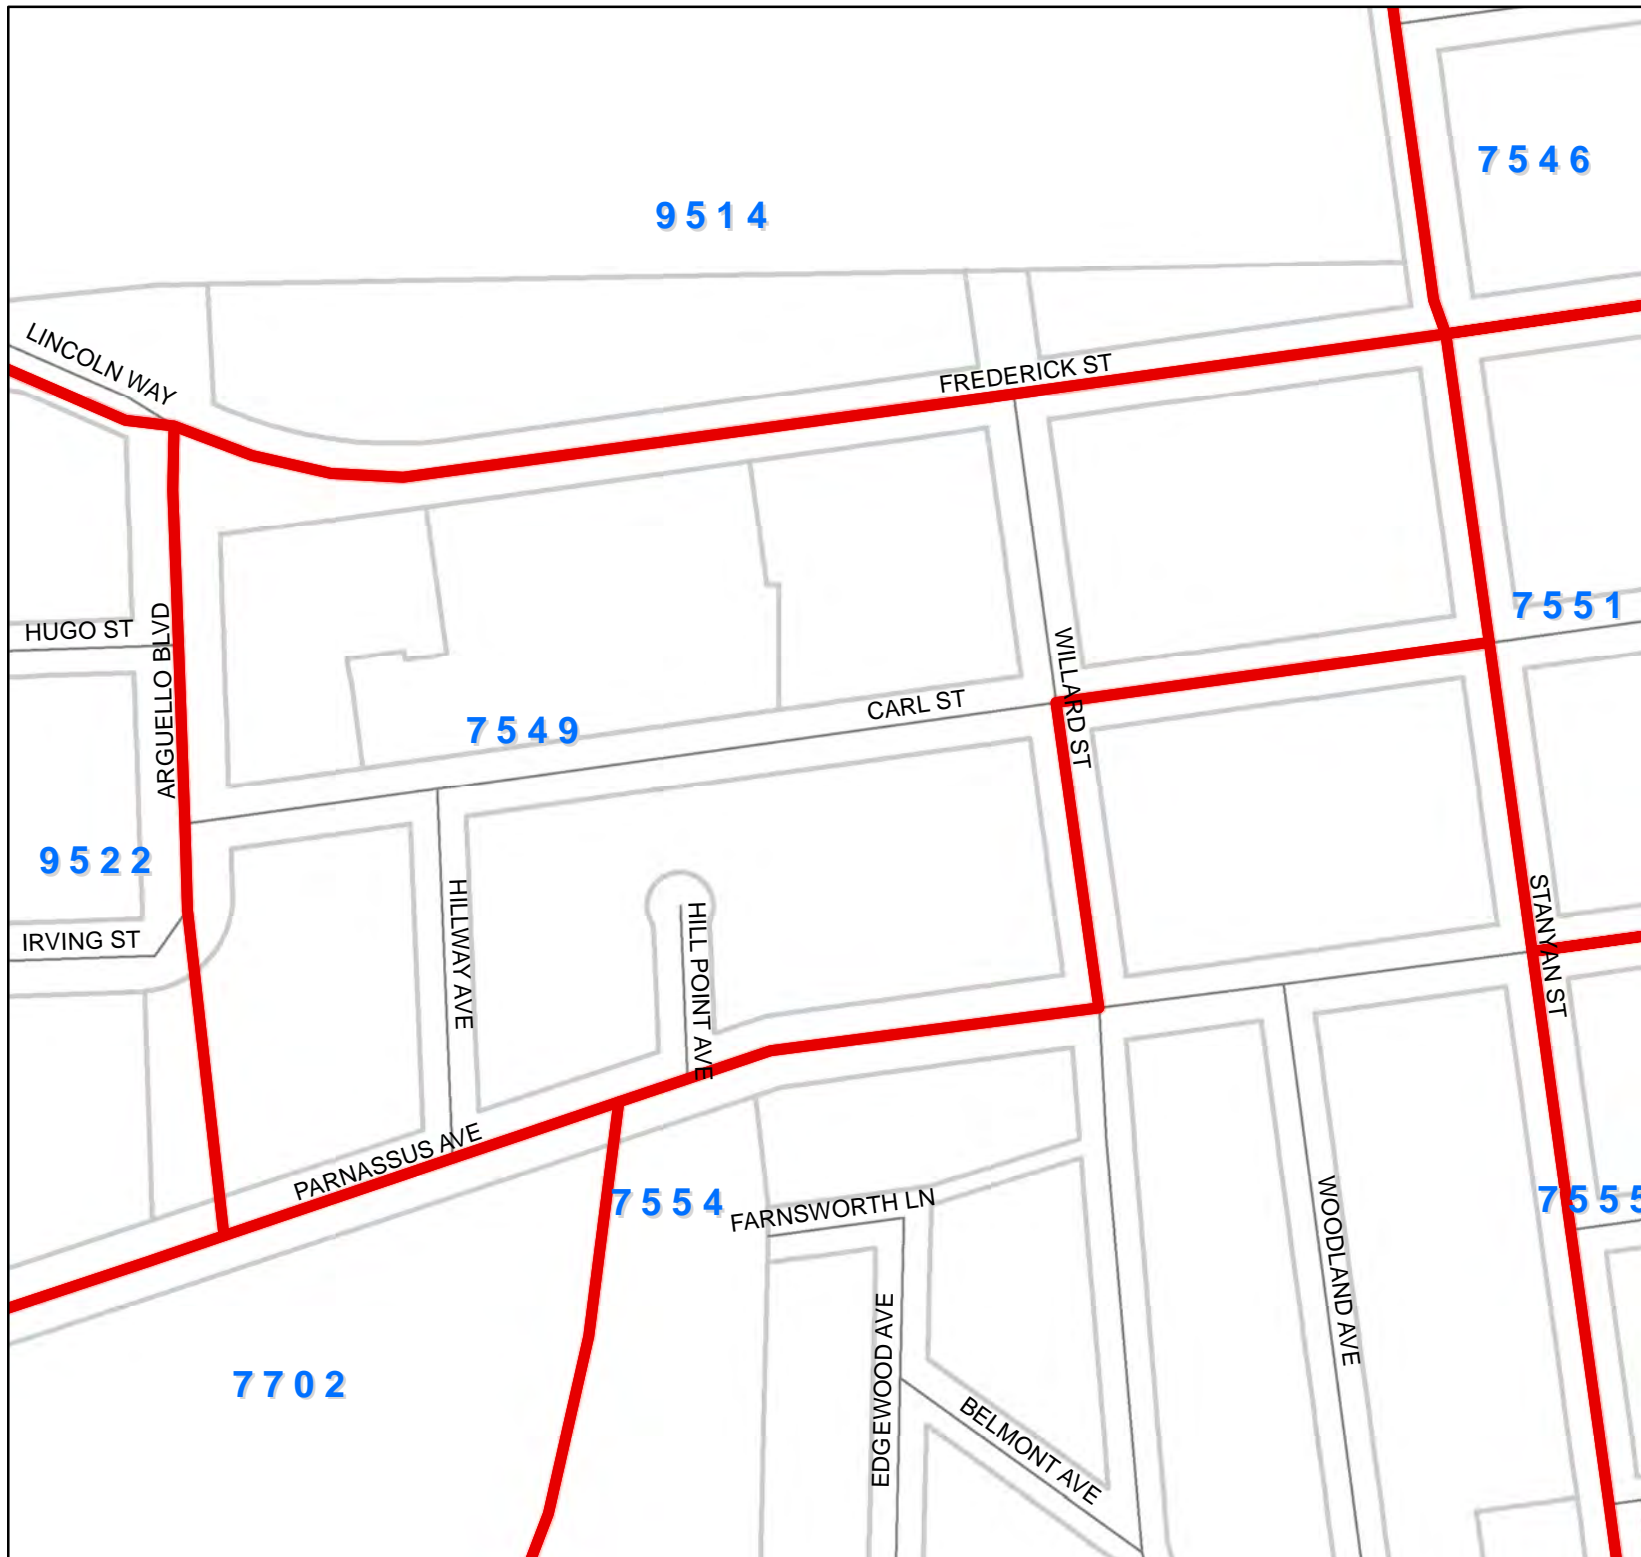 7546
9514
LINCOLN WAY
FREDERICK ST
7551
HUGO ST
ARGUELLO BLVD
WILLARD ST
CARL ST
7549
9522
IRVING ST
HILLWAY AVE
HILL POINT AVE
STANYAN ST
PARNASSUS AVE
7554
FARNSWORTH LN
WOODLAND AVE
7555
EDGEWOOD AVE
7702
BELMONT AVE